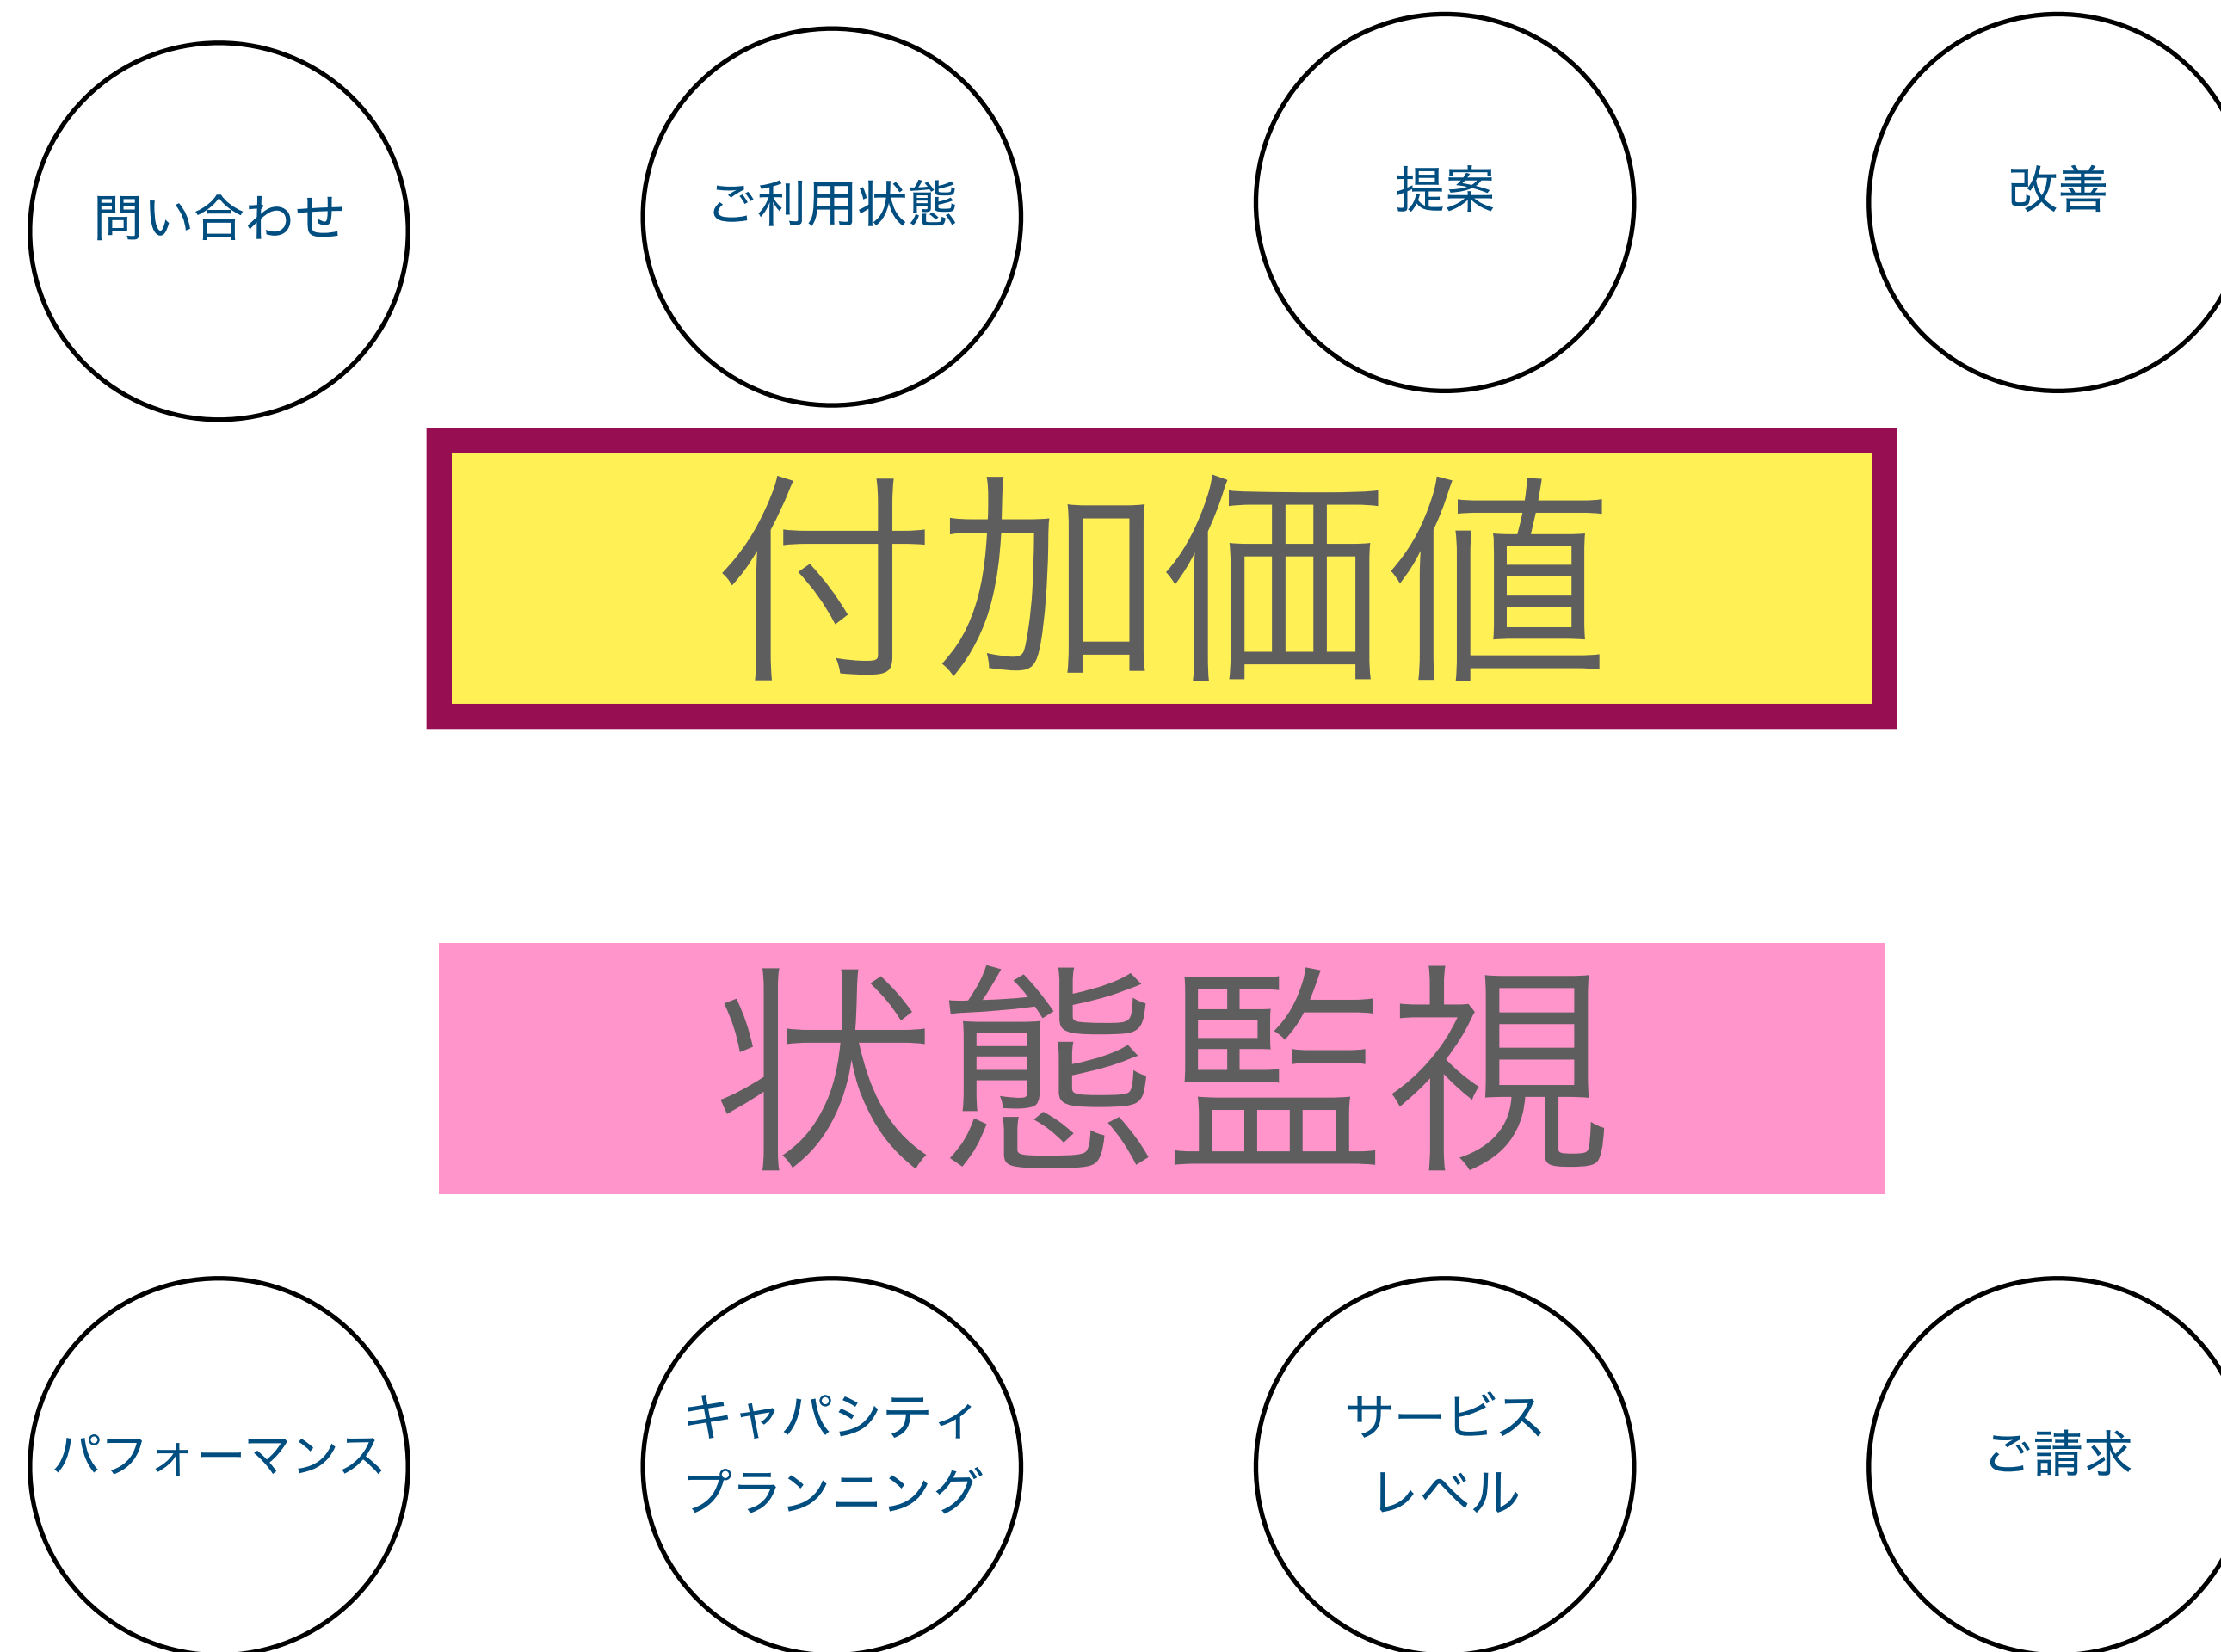 問い合わせ
ご利用状態
提案
改善
付加価値
状態監視
パフォーマンス
キャパシティ
プランニング
サービス
レベル
ご請求